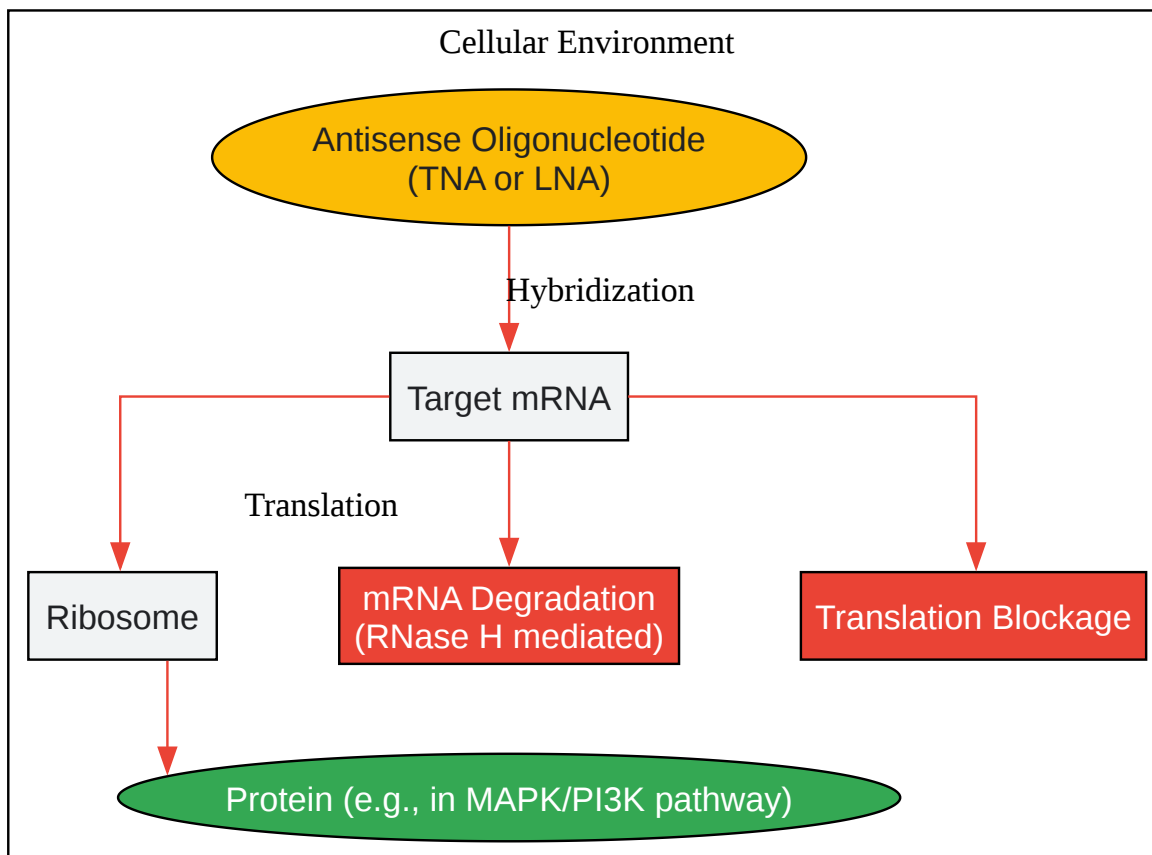 Cellular Environment
Antisense Oligonucleotide
(TNA or LNA)
Hybridization
Target mRNA
Translation
Ribosome
mRNA Degradation
(RNase H mediated)
Translation Blockage
Protein (e.g., in MAPK/PI3K pathway)